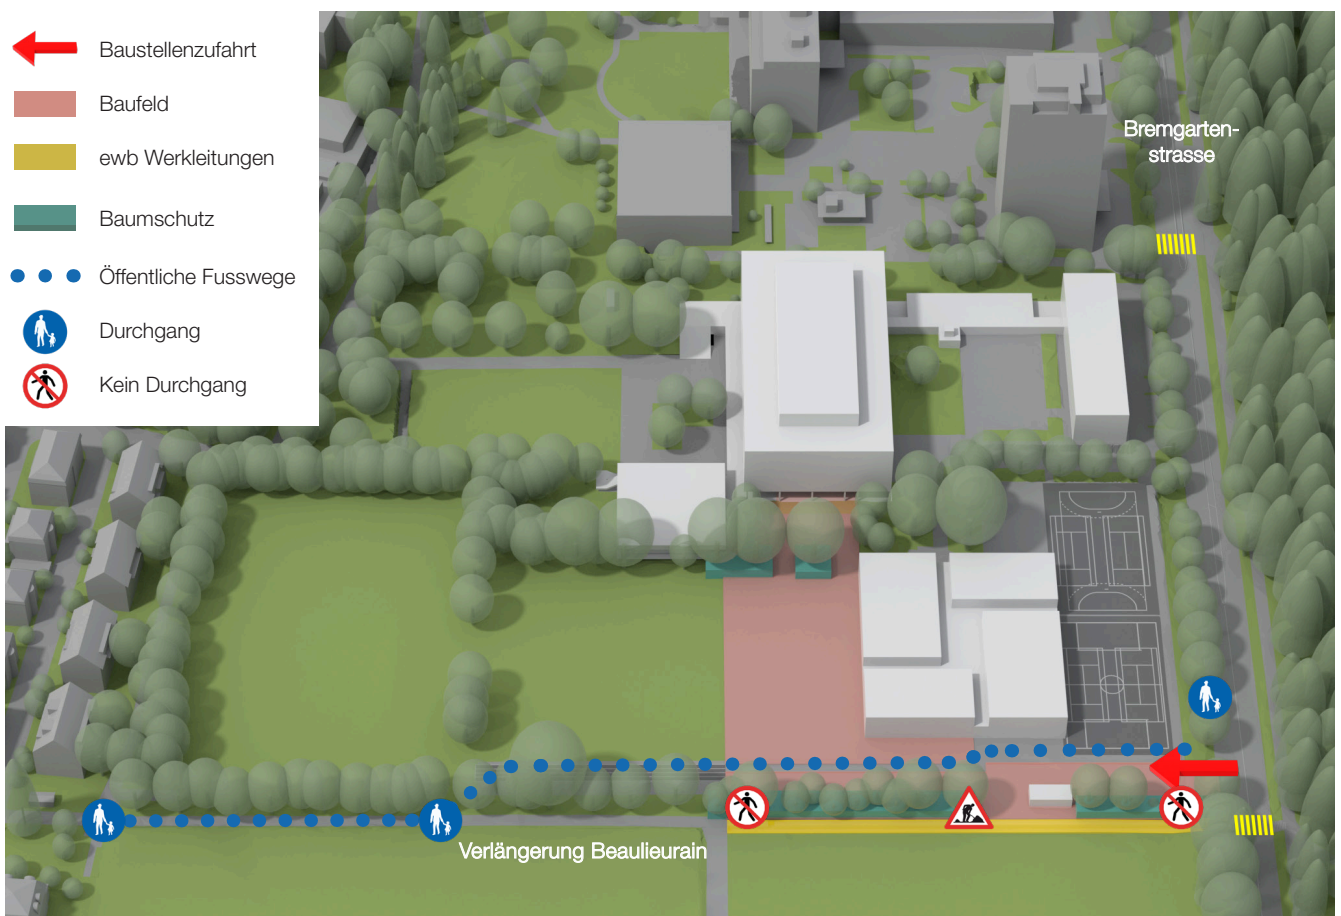 Baustellenzufahrt
Baufeld
ewb Werkleitungen
Baumschutz
Öffentliche Fusswege
Durchgang
Kein Durchgang
Bremgarten-
strasse
Verlängerung Beaulieurain